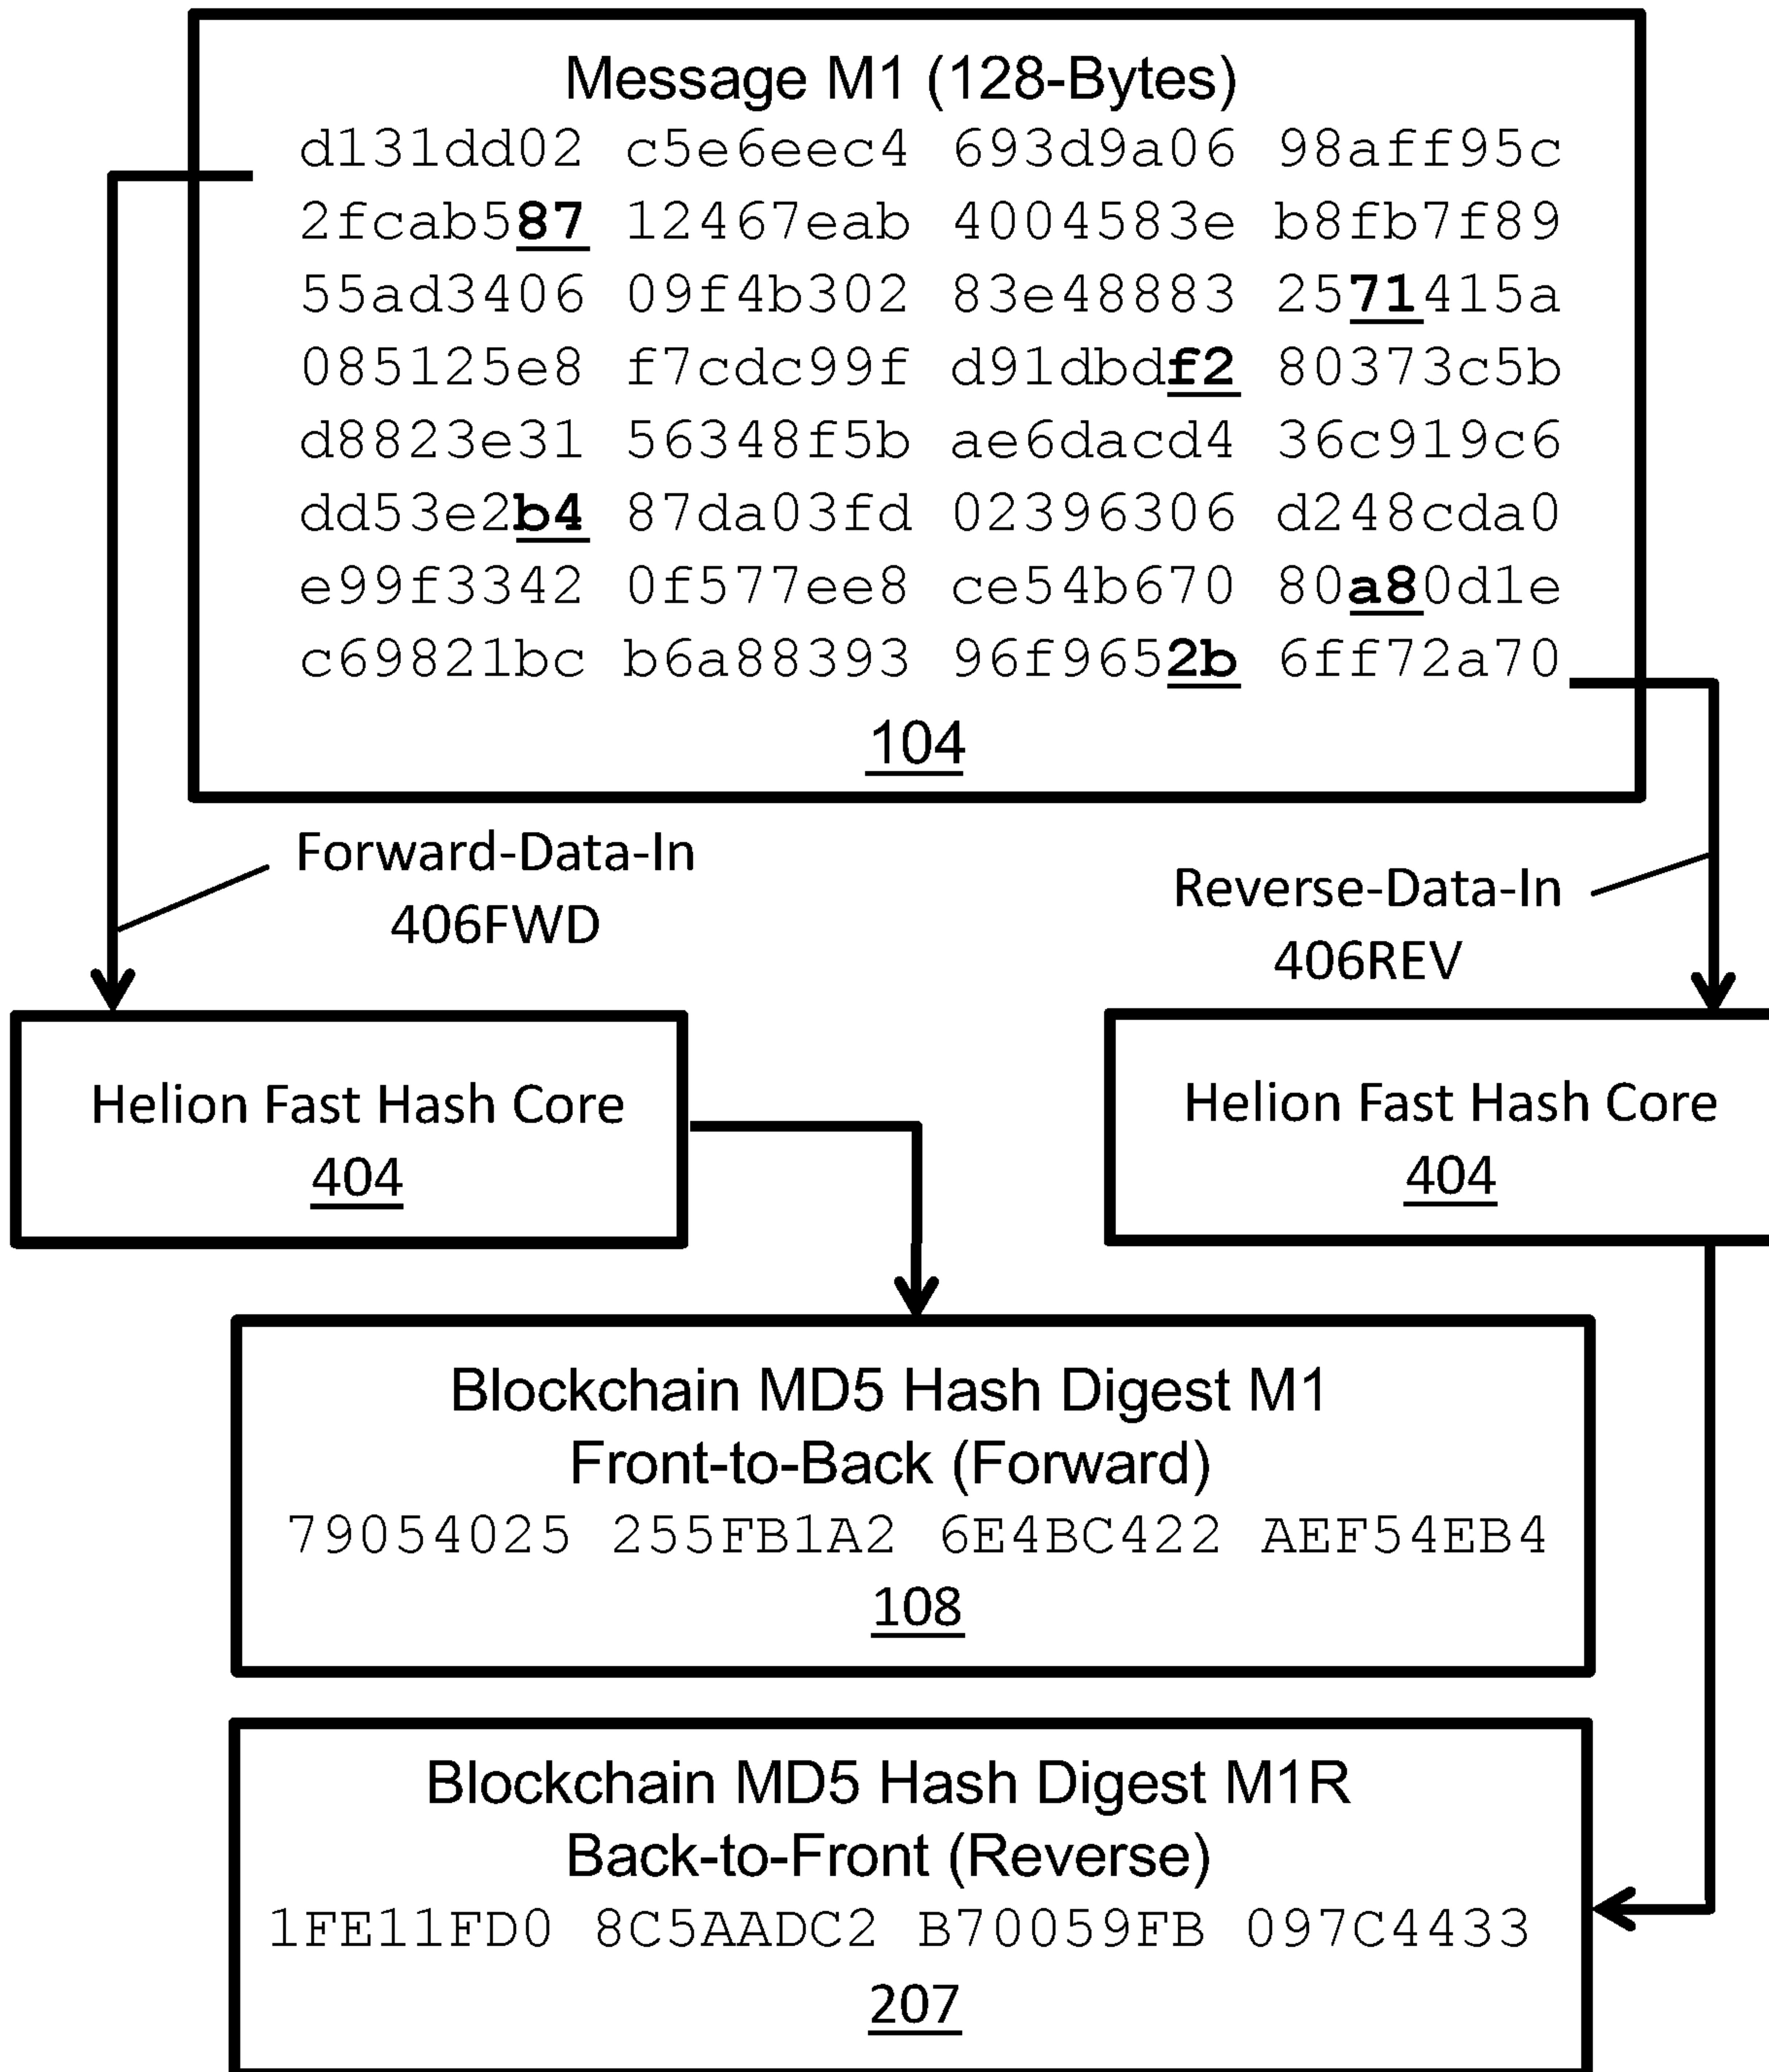 Message M1 (128-Bytes)
d131dd02 c5e6eec4 693d9a06 98aff95c
2fcab587 12467eab 4004583e b8fb7f89
55ad3406 09f4b302 83e48883 2571415a
085125e8 f7cdc99f d91dbdf2 80373c5b
d8823e31 56348f5b ae6dacd4 36c919c6
dd53e2b4 87da03fd 02396306 d248cda0
e99f3342 0f577ee8 ce54b670 80a80d1e
c69821bc b6a88393 96f9652b 6ff72a70
104
Forward-Data-In
406FWD
Reverse-Data-In
406REV
Helion Fast Hash Core
404
Helion Fast Hash Core
404
Blockchain MD5 Hash Digest M1
Front-to-Back (Forward)
79054025 255FB1A2 6E4BC422 AEF54EB4
108
Blockchain MD5 Hash Digest M1R
Back-to-Front (Reverse)
1FE11FD0 8C5AADC2 B70059FB 097C4433
207